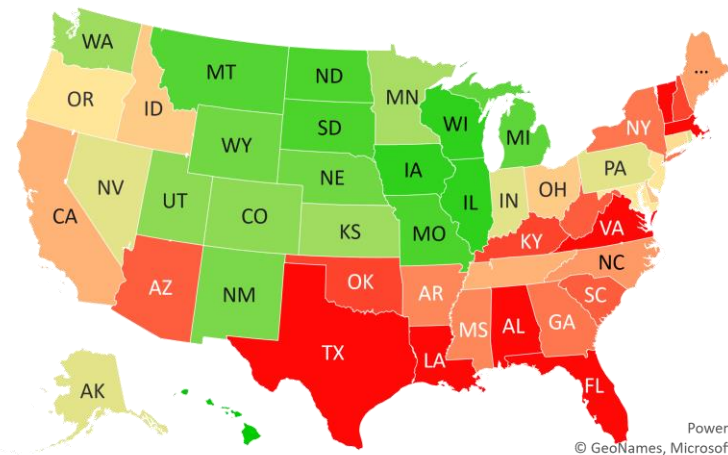 WA
MT
ND
MN
OR
ID
SD
WI
MI
NY
...
WY
IA
NE
PA
NV
UT
CO
IL
IN
OH
CA
KS
MO
KY
VA
AZ
NM
OK
AR
NC
SC
TX
LA
MS
AL
GA
FL
AK
Power
© GeoNames, Microsof